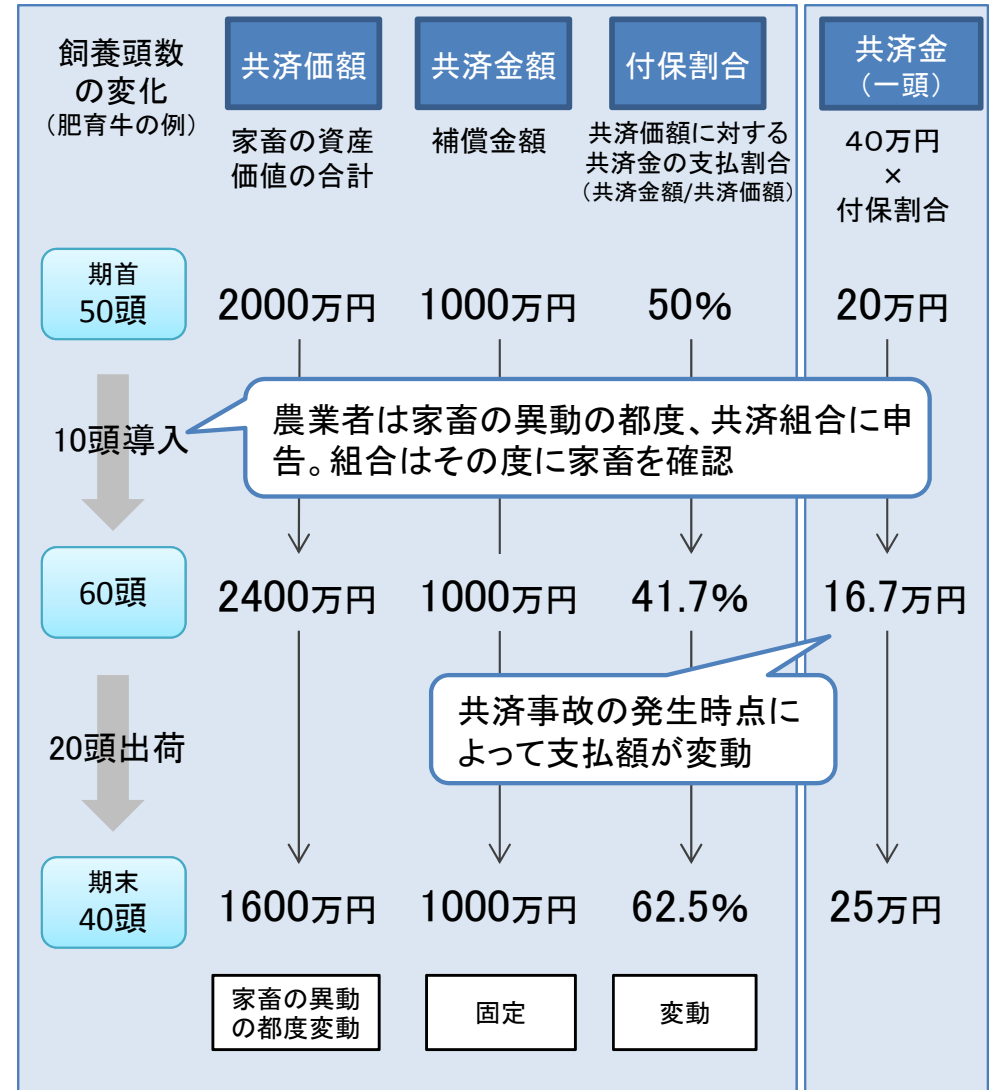 飼養頭数
の変化
（肥育牛の例）
共済価額
家畜の資産
価値の合計
共済金額
補償金額
付保割合
共済価額に対する
共済金の支払割合
（共済金額/共済価額）
共済金
（一頭）
40万円
×
付保割合
期首
50頭
2000万円
1000万円
50%
20万円
10頭導入
農業者は家畜の異動の都度、共済組合に申
告。組合はその度に家畜を確認
60頭
2400万円
1000万円
41.7%
16.7万円
共済事故の発生時点に
よって支払額が変動
20頭出荷
期末
40頭
1600万円
1000万円
62.5%
25万円
家畜の異動
の都度変動
固定
変動